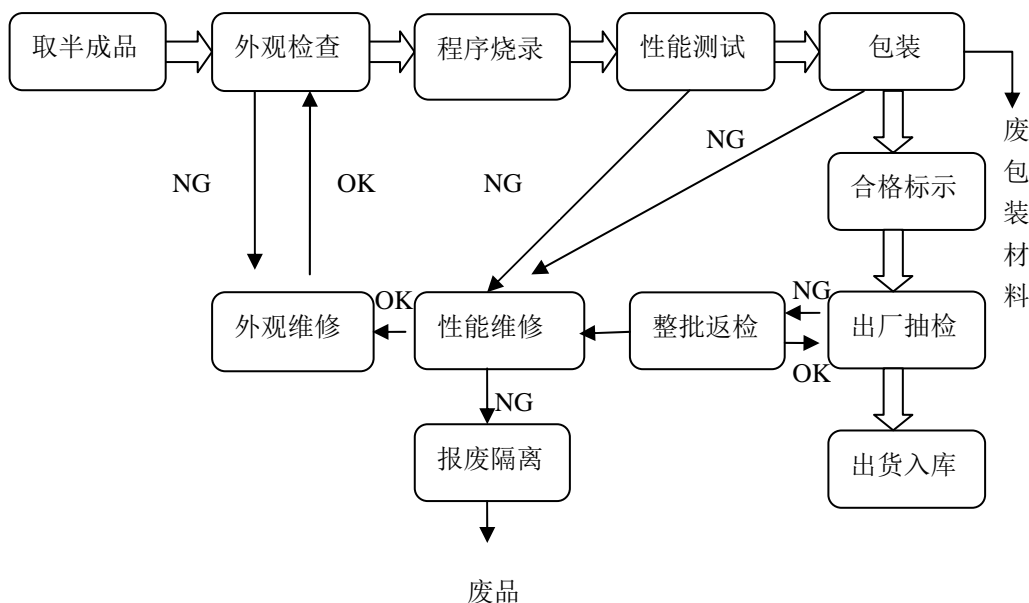 取半成品
外观检查
程序烧录
性能测试
包装
废包装材料
NG
OK
NG
NG
合格标示
外观维修
OK
性能维修
整批返检
NG
OK
出厂抽检
NG
报废隔离
出货入库
废品